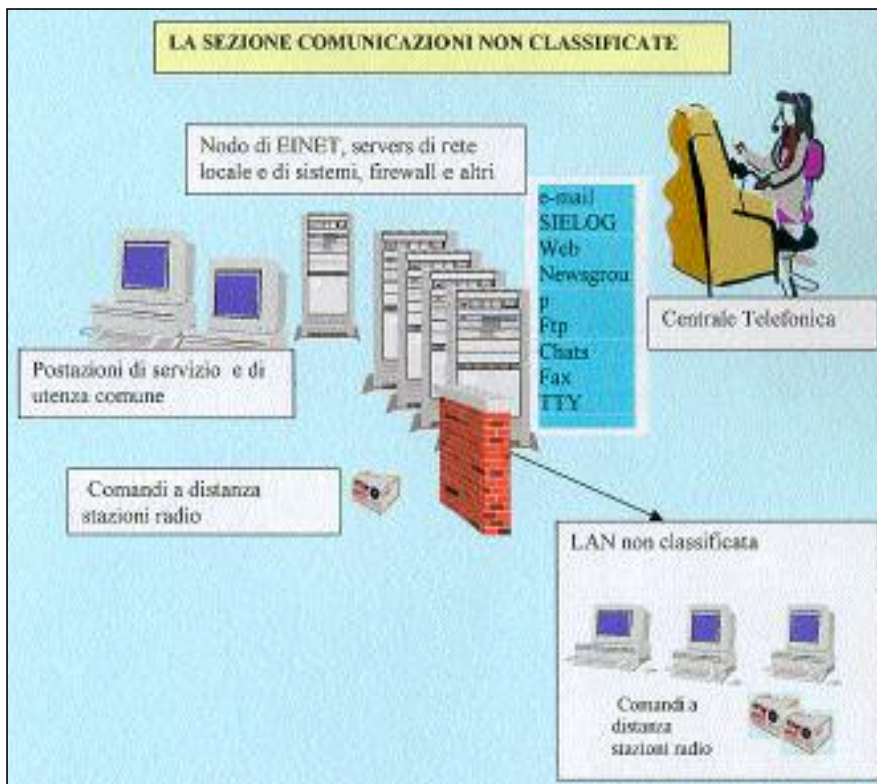 LA SEZIONE COMUNICAZIONI NON CLASSIFICATE
Nodo di EINET, servers di rete
locale e di sistemi, firewall e altri
e-mail
SIELOG
Web
Newsgrou
p
Ftp
Chats
Fax
TTY
Centrale Telefonica
Postazioni di servizio e di
utenza comune
Comandi a distanza
stazioni radio
LAN non classificata
Comandi a
distanza
stazioni radio